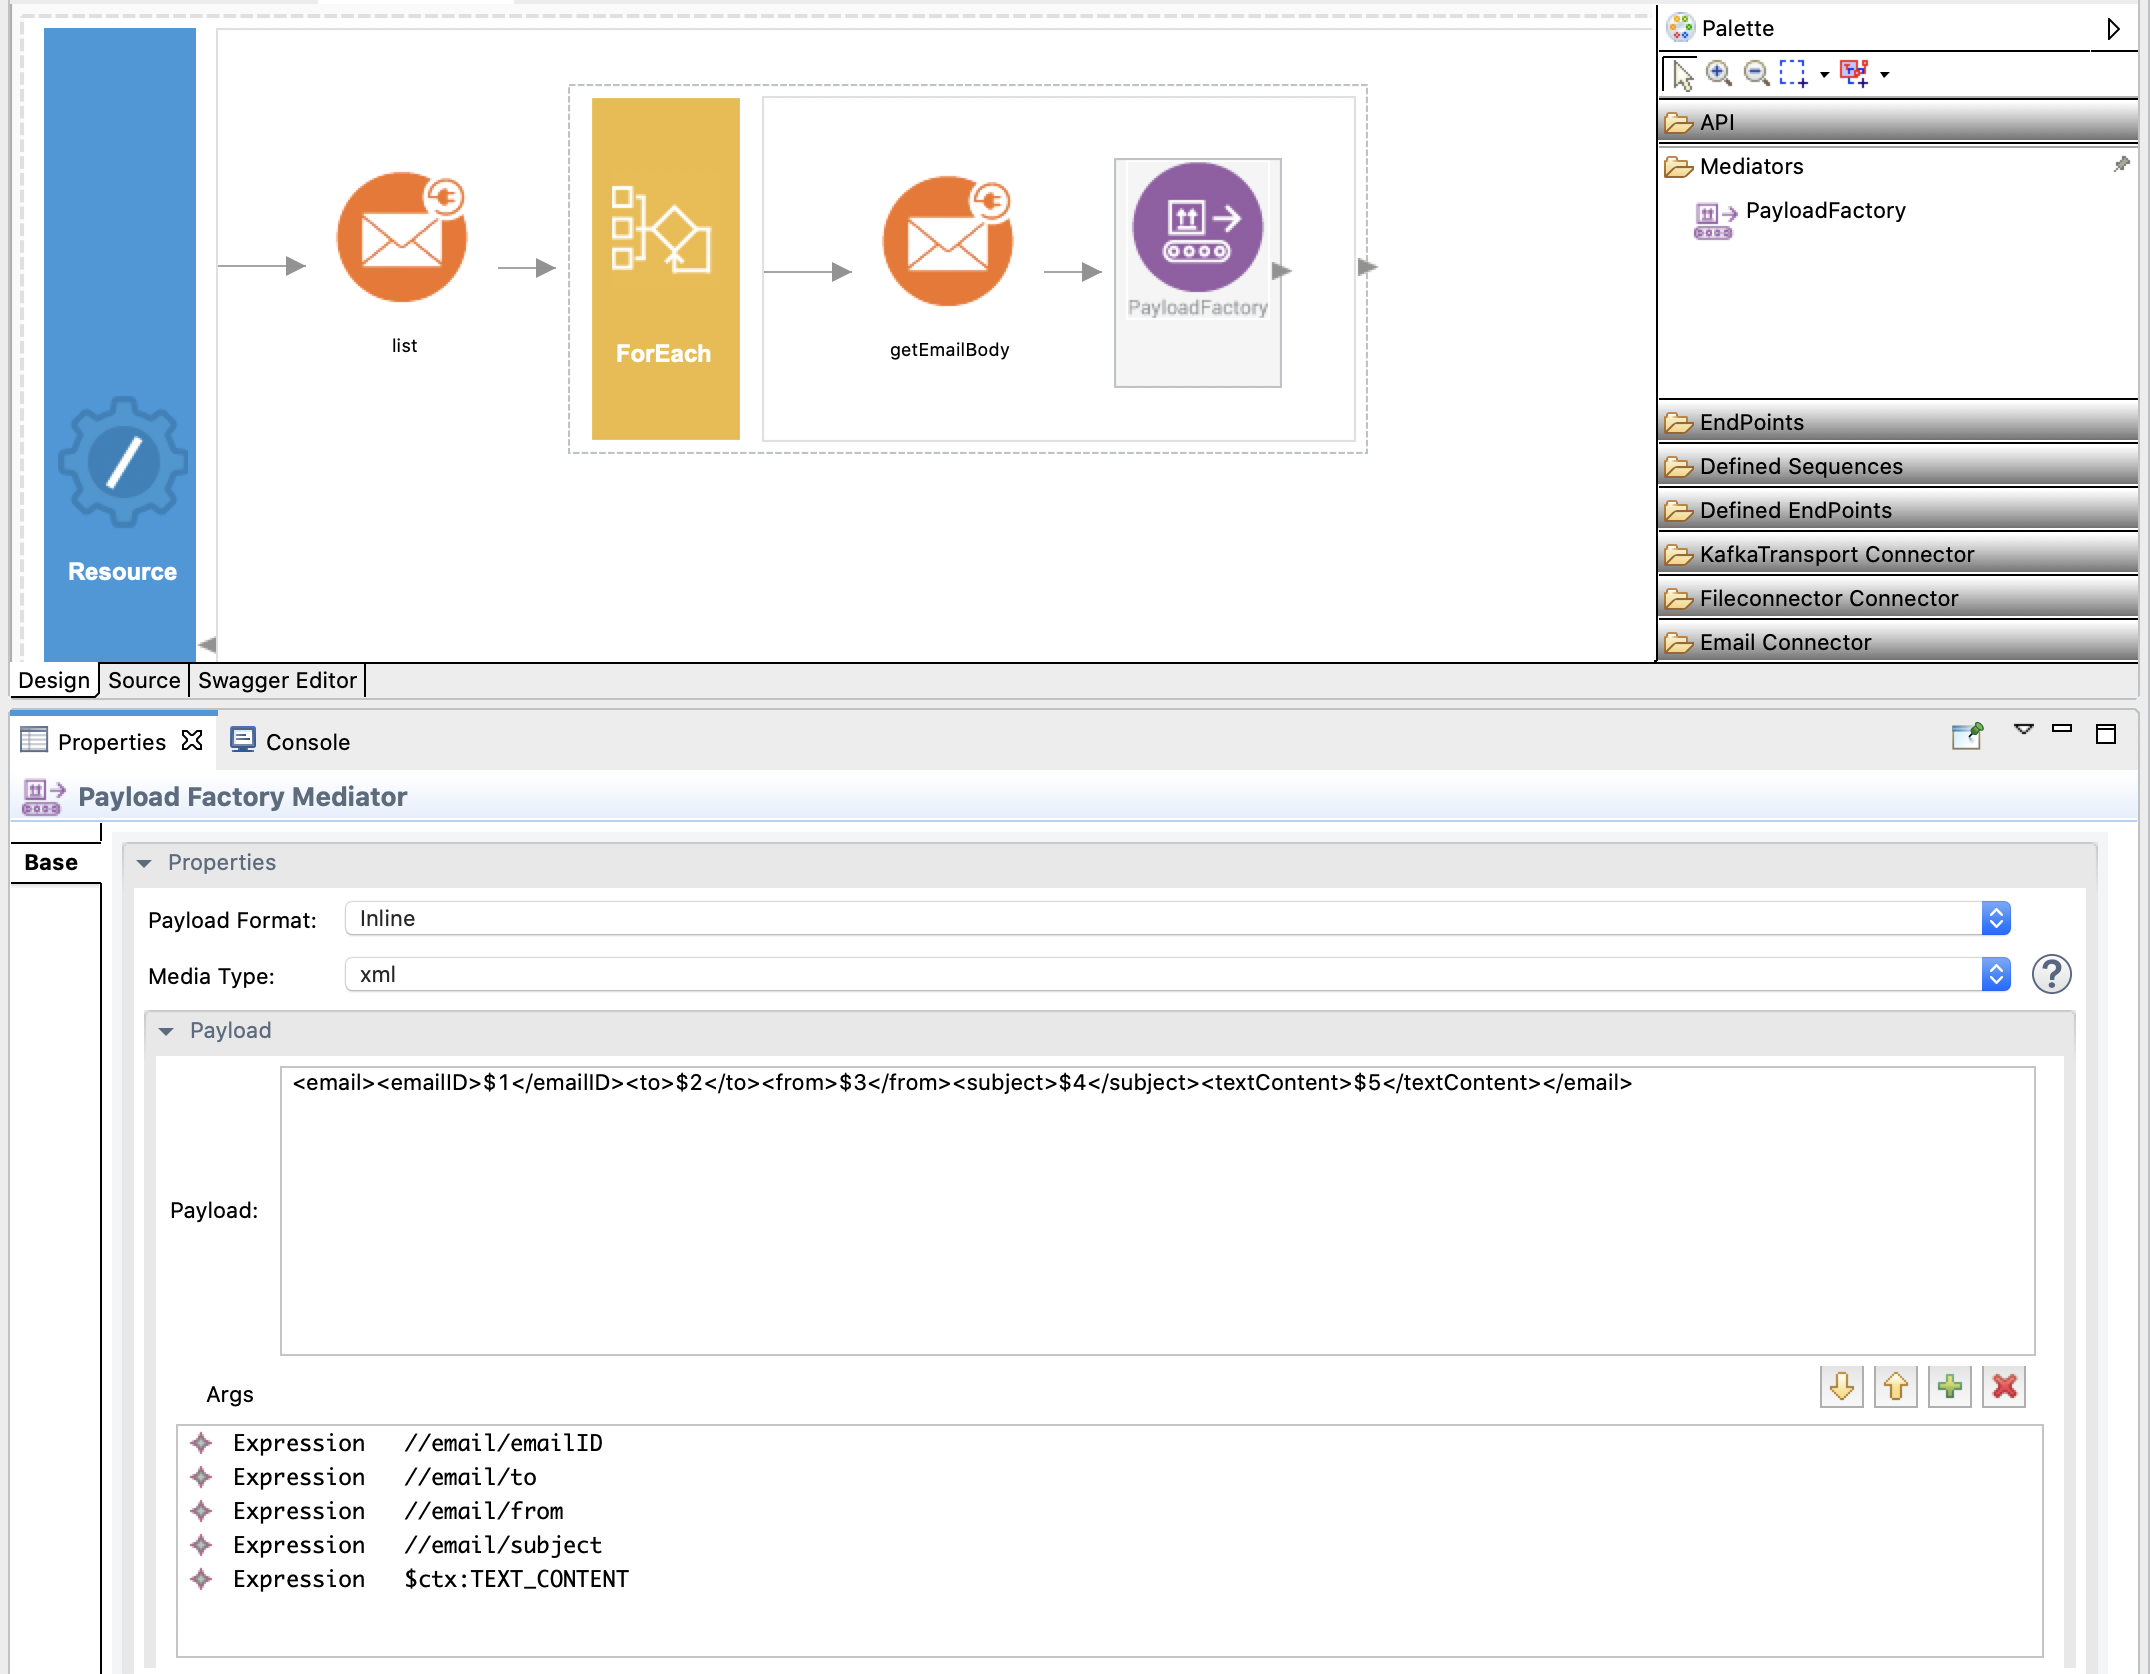 Palette
API
Mediators
PayloadFactory
EndPoints
Defined Sequences
Defined EndPoints
KafkaTransport Connector
Fileconnector Connector
Email Connector
list
ForEach
getEmailBody
PayloadFactory
Resource
Design Source Swagger Editor
Properties Console
Payload Factory Mediator
Base
Properties
Payload Format: Inline
Media Type: xml
Payload
Payload: <email><emailID>$1</emailID><to>$2</to><from>$3</from><subject>$4</subject><textContent>$5</textContent></email>
Args
Expression //email/emailID
Expression //email/to
Expression //email/from
Expression //email/subject
Expression $ctx:TEXT_CONTENT